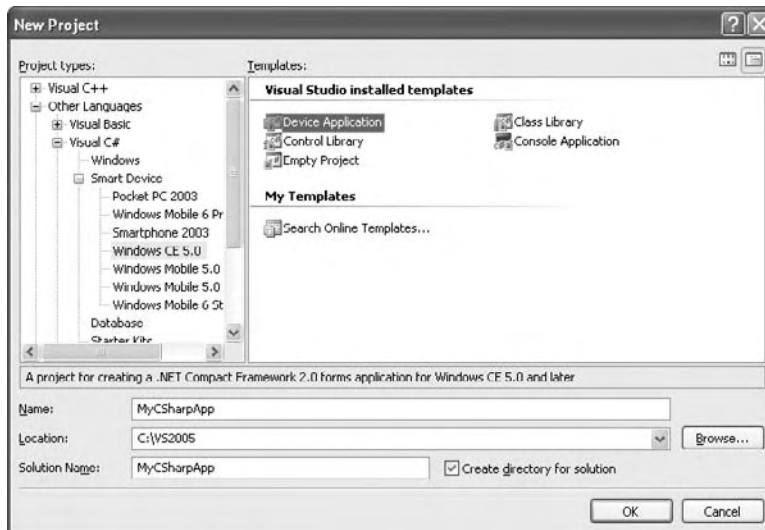 New Project
Project types:
Visual C++
Other Languages
Visual Basic
Visual C#
Windows
Smart Device
Pocket PC 2003
Windows Mobile 6 Pr
Smartphone 2003
Windows CE 5.0
Windows Mobile 5.0
Windows Mobile 5.0
Windows Mobile 6 St
Database
Starter Kits
Templates:
Visual Studio installed templates
Device Application
Class Library
Control Library
Console Application
Empty Project
My Templates
Search Online Templates...
A project for creating a .NET Compact Framework 2.0 forms application for Windows CE 5.0 and later
Name:
MyCSharpApp
Location:
C:\VS2005
Browse...
Solution Name:
MyCSharpApp
Create directory for solution
OK
Cancel